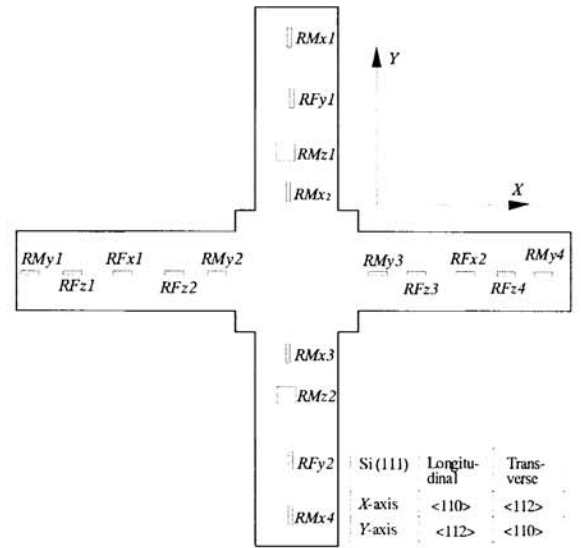 RMx1
Y
RFy1
RMz1
RMx2
X
RMy1 RFx1 RMy2 RMy3 RFx2 RMy4
RFz1 RFz2 RFz3 RFz4
RMx3
RMz2
RFy2
RMx4
Si (111) Longitu- Trans-
dinal verse
X-axis <110> <112>
Y-axis <112> <110>